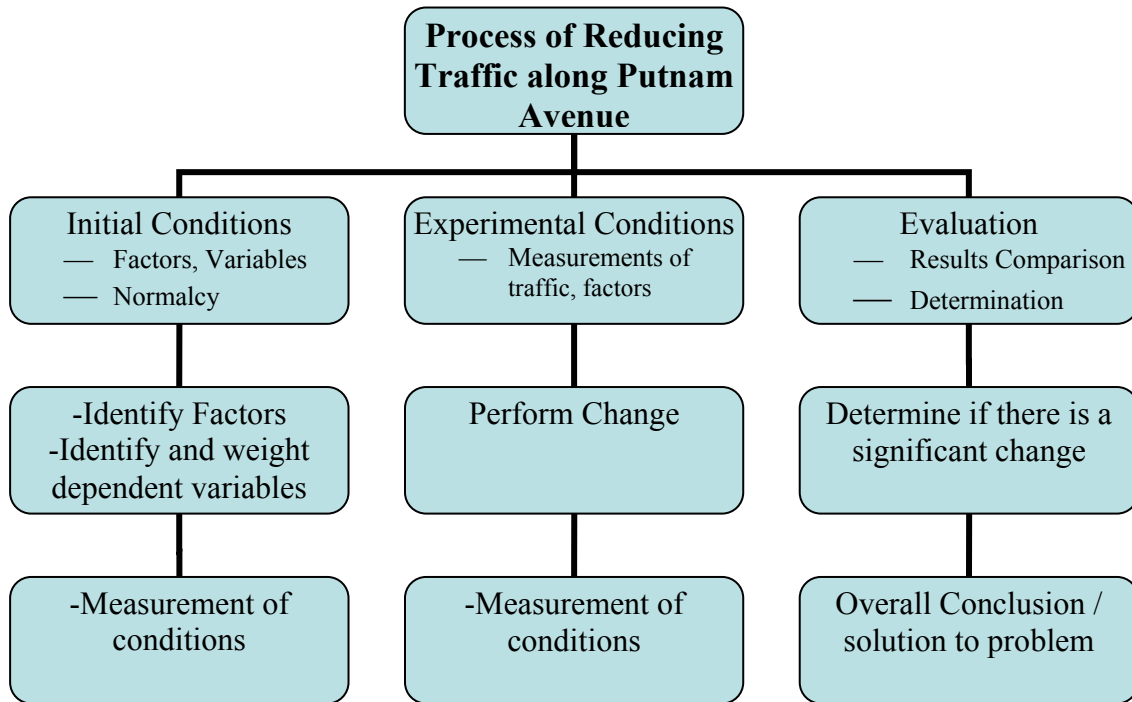 Process of Reducing
Traffic along Putnam
Avenue
Initial Conditions
— Factors, Variables
— Normalcy
Experimental Conditions
— Measurements of
traffic, factors
Evaluation
— Results Comparison
— Determination
-Identify Factors
-Identify and weight
dependent variables
Perform Change
Determine if there is a
significant change
-Measurement of
conditions
-Measurement of
conditions
Overall Conclusion /
solution to problem